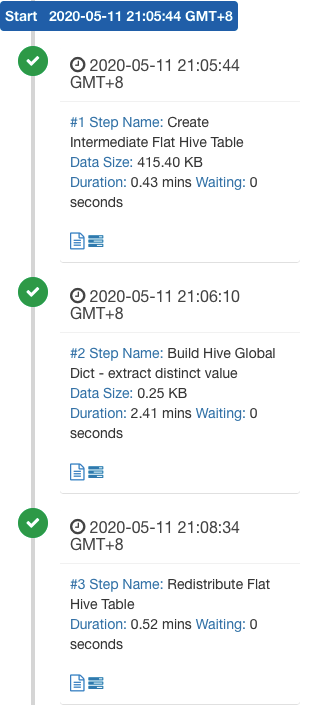 Start 2020-05-11 21:05:44 GMT+8
2020-05-11 21:05:44
GMT+8
#1 Step Name: Create
Intermediate Flat Hive Table
Data Size: 415.40 KB
Duration: 0.43 mins Waiting: 0
seconds
2020-05-11 21:06:10
GMT+8
#2 Step Name: Build Hive Global
Dict - extract distinct value
Data Size: 0.25 KB
Duration: 2.41 mins Waiting: 0
seconds
2020-05-11 21:08:34
GMT+8
#3 Step Name: Redistribute Flat
Hive Table
Duration: 0.52 mins Waiting: 0
seconds